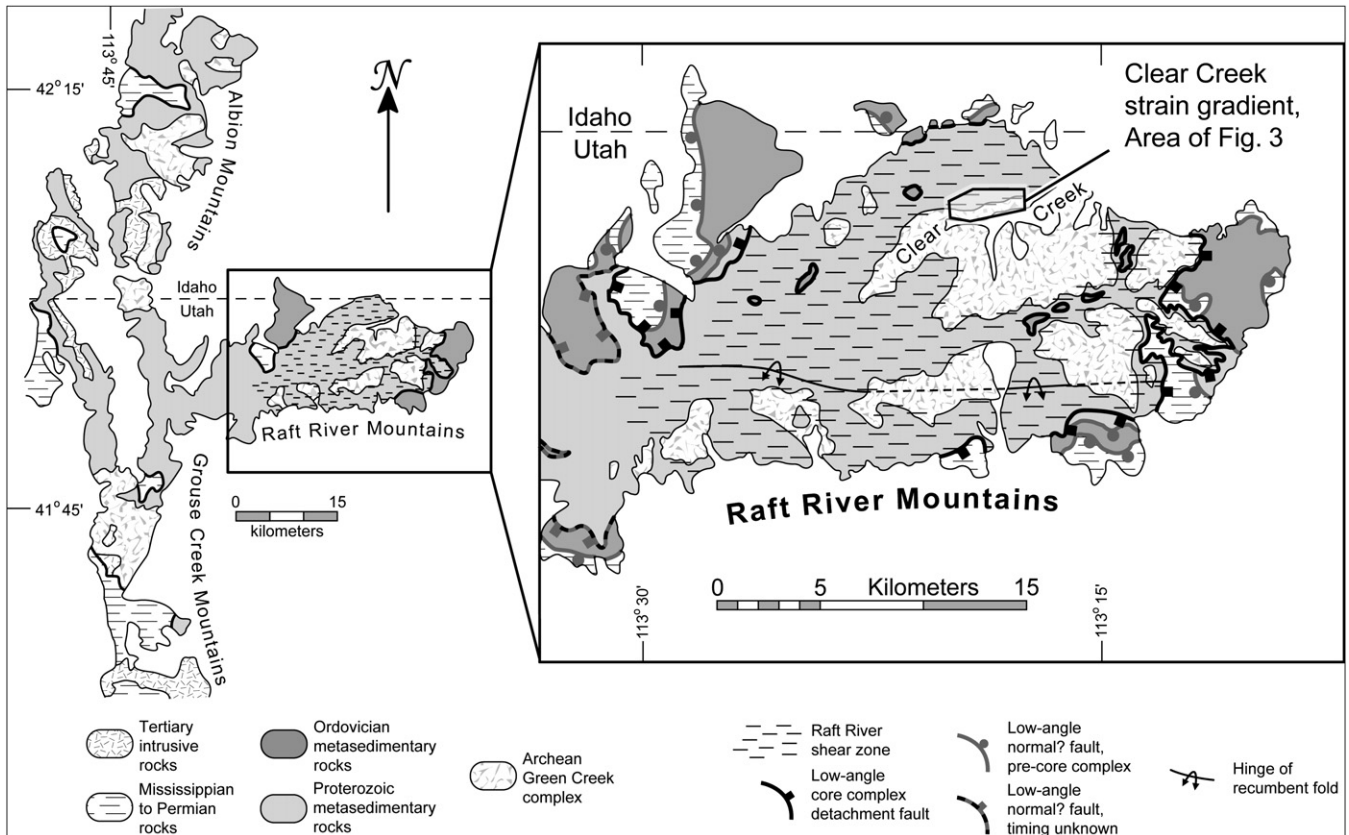 113° 45'
42° 15'
Albion Mountains
N
Idaho
Utah
Raft River Mountains
41° 45'
0 15
kilometers
Grouse Creek Mountains
Idaho
Utah
Clear Creek
strain gradient,
Area of Fig. 3
Clear Creek
Raft River Mountains
0 5 Kilometers 15
113° 30'
113° 15'
Tertiary
intrusive
rocks
Mississippian
to Permian
rocks
Ordovician
metasedimentary
rocks
Proterozoic
metasedimentary
rocks
Archean
Green Creek
complex
Raft River
shear zone
Low-angle
core complex
detachment fault
Low-angle
normal? fault,
pre-core complex
Low-angle
normal? fault,
timing unknown
Hinge of
recumbent fold